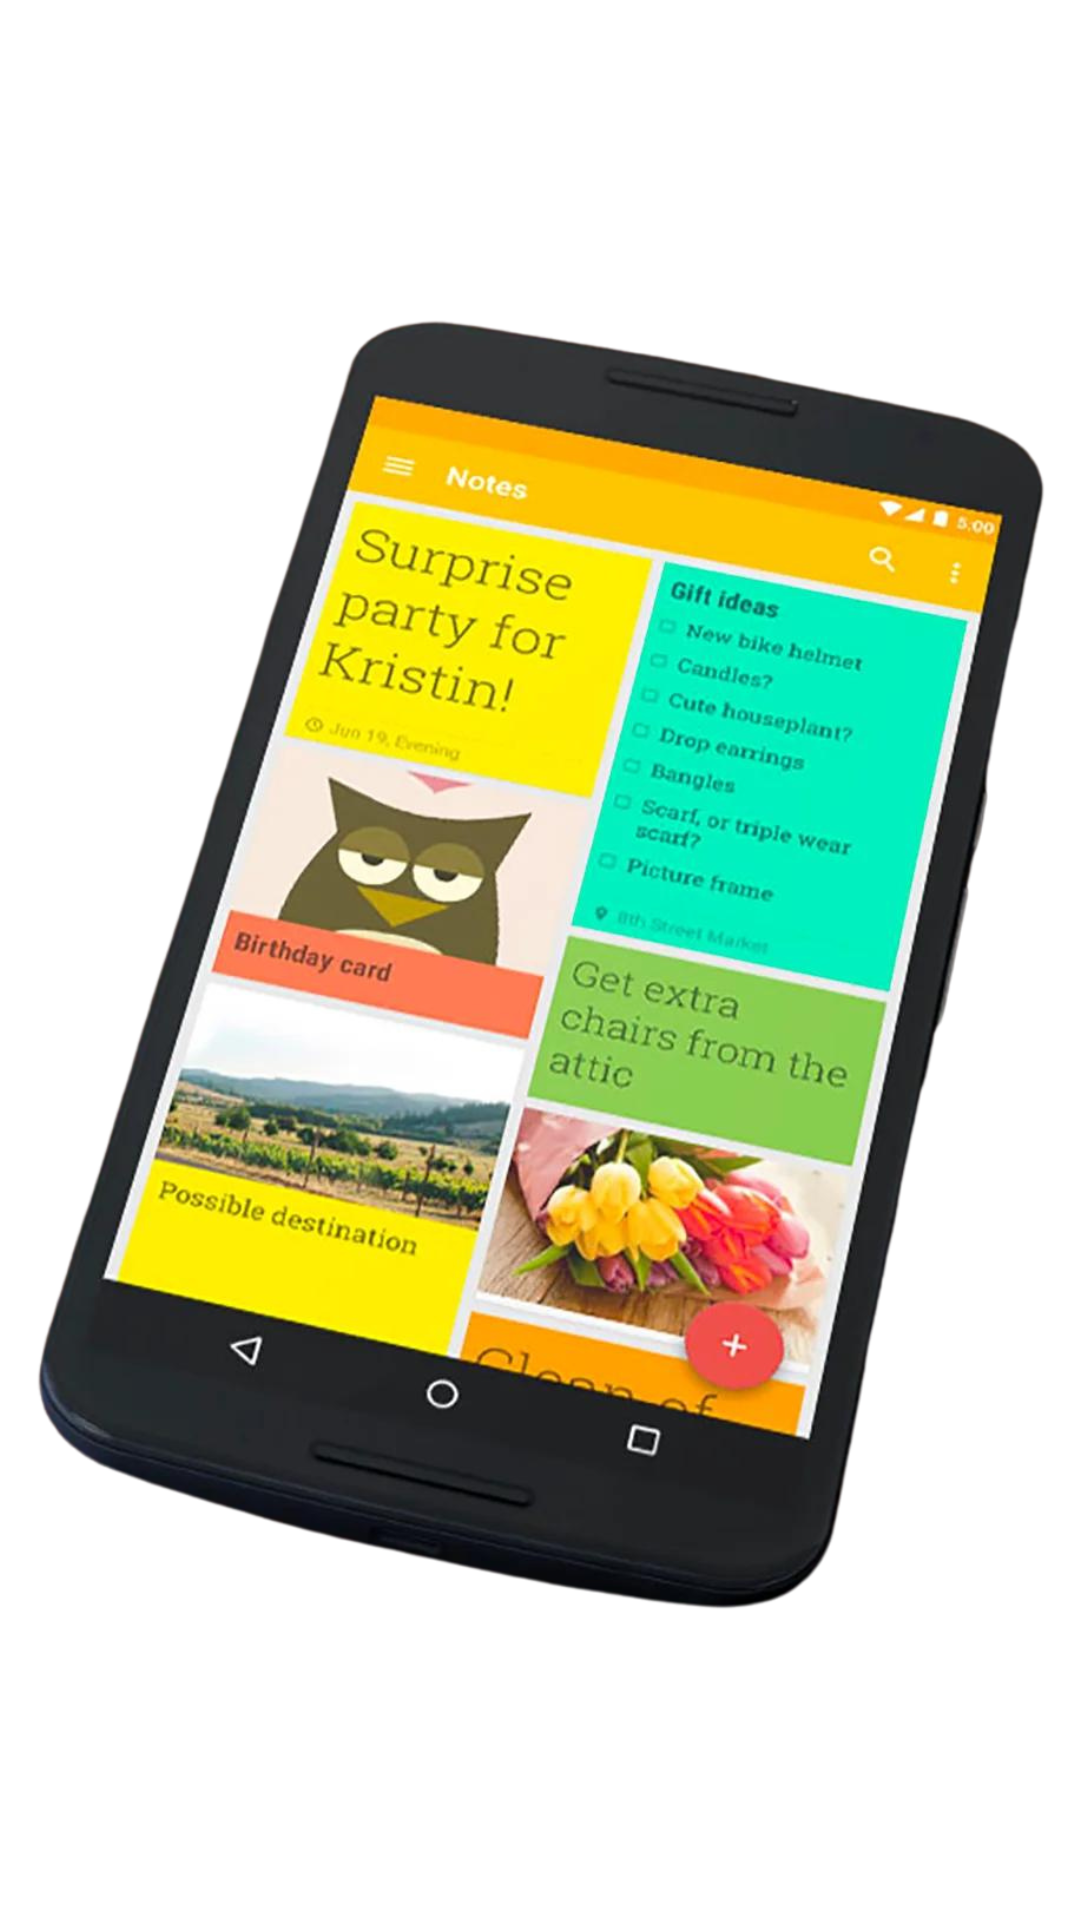 5:00
Notes
Surprise
party for
Kristin!
Jun 19, Evening
Gift ideas
New bike helmet
Candles?
Cute houseplant?
Drop earrings
Bangles
Scarf, or triple wear
scarf?
Picture frame
8th Street Market
Birthday card
Get extra
chairs from the
attic
Possible destination
Clean of